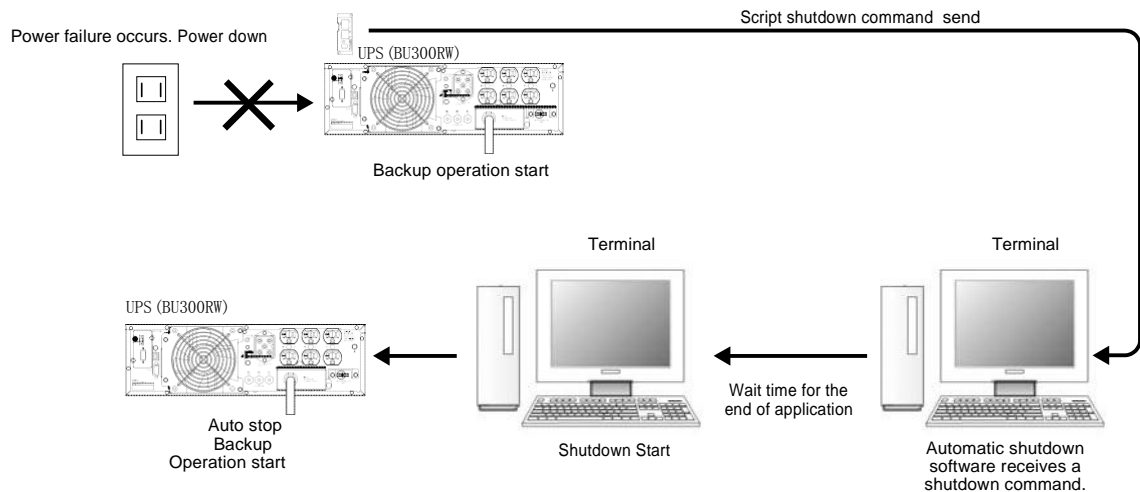 Script shutdown command send
Power failure occurs. Power down
UPS (BU300RW)
Backup operation start
Terminal
Terminal
UPS (BU300RW)
Wait time for the
end of application
Auto stop
Backup
Operation start
Shutdown Start
Automatic shutdown
software receives a
shutdown command.